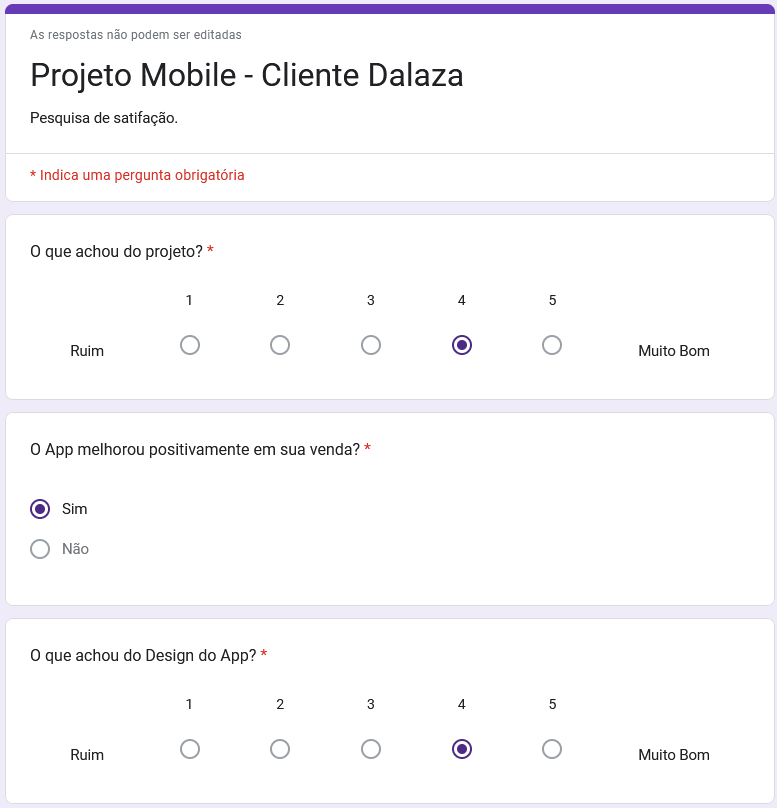 As respostas não podem ser editadas
Projeto Mobile - Cliente Dalaza
Pesquisa de satifação.
* Indica uma pergunta obrigatória
O que achou do projeto? *
1 2 3 4 5
Ruim Muito Bom
O App melhorou positivamente em sua venda? *
Sim
Não
O que achou do Design do App? *
1 2 3 4 5
Ruim Muito Bom